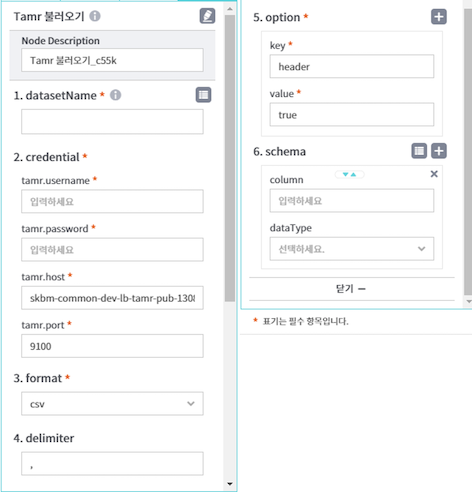 Tamr 불러오기
Node Description
Tamr 불러오기_c55k
1. datasetName *
2. credential *
tamr.username *
입력하세요
tamr.password *
입력하세요
tamr.host *
skbm-common-dev-lb-tamr-pub-1308
tamr.port *
9100
3. format *
csv
4. delimiter
,
5. option *
key *
header
value *
true
6. schema
column
입력하세요
dataType
선택하세요.
닫기
* 표기는 필수 항목입니다.